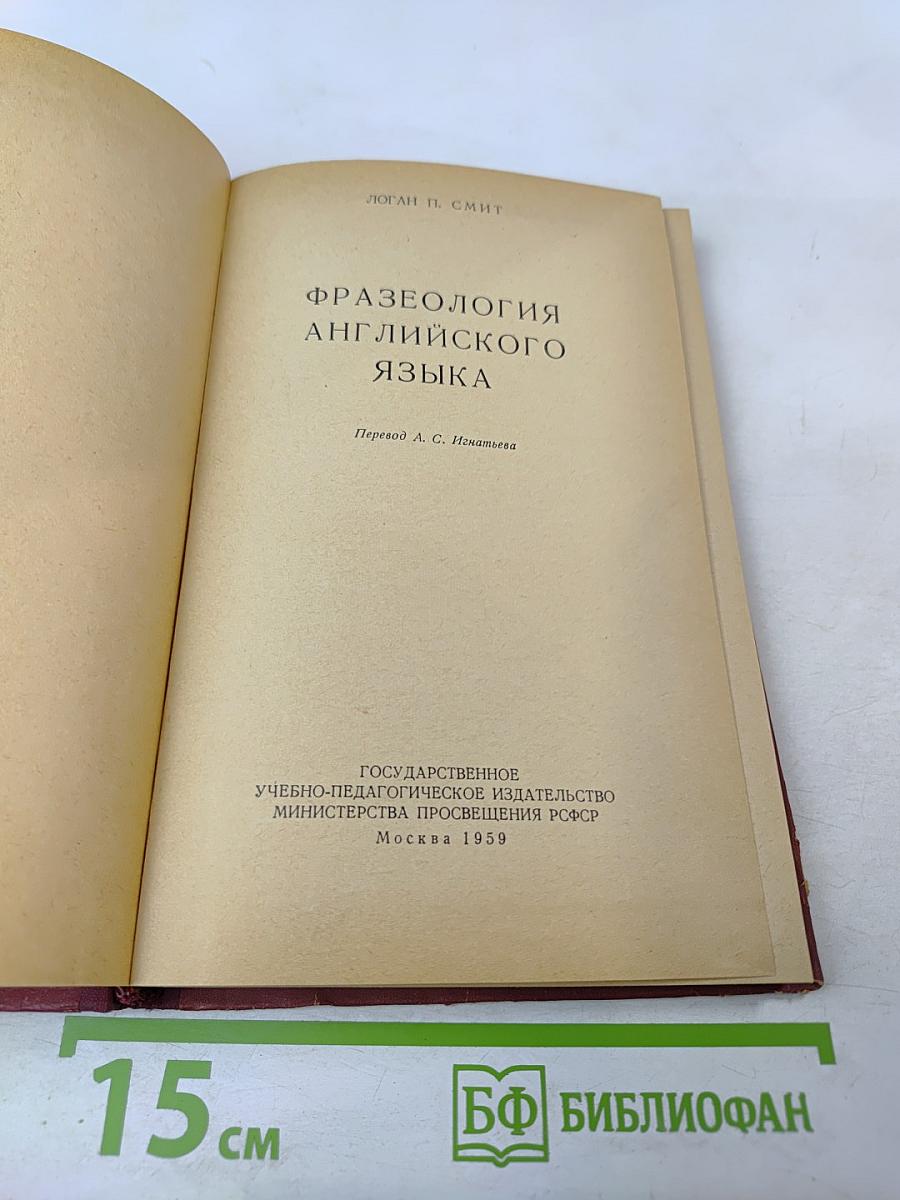 ЛОГАН П. СМИТ
ФРАЗЕОЛОГИЯ
АНГЛИЙСКОГО
ЯЗЫКА
Перевод А. С. Игнатьева
ГОСУДАРСТВЕННОЕ
УЧЕБНО-ПЕДАГОГИЧЕСКОЕ ИЗДАТЕЛЬСТВО
МИНИСТЕРСТВА ПРОСВЕЩЕНИЯ РСФСР
Москва 1959
15 см
БФ БИБЛИОФАН